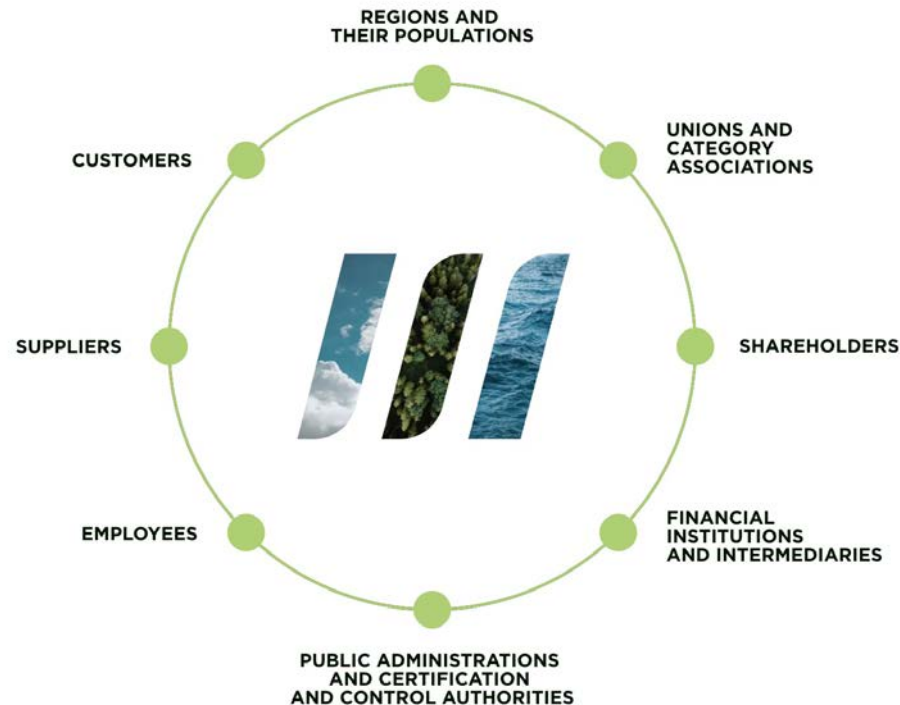 REGIONS AND
THEIR POPULATIONS
UNIONS AND
CATEGORY
ASSOCIATIONS
CUSTOMERS
SUPPLIERS
SHAREHOLDERS
EMPLOYEES
FINANCIAL
INSTITUTIONS
AND INTERMEDIARIES
PUBLIC ADMINISTRATIONS
AND CERTIFICATION
AND CONTROL AUTHORITIES